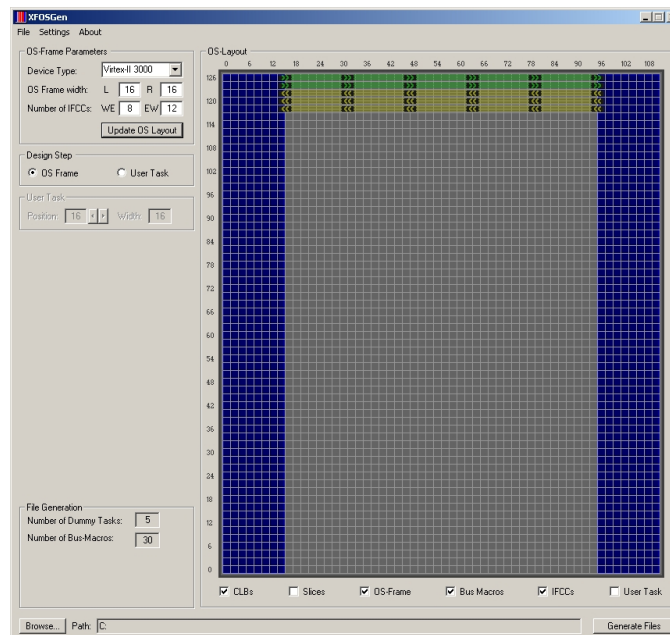 XFOSGen
File Settings About
OS-Frame Parameters
Device Type: Virtex-II 3000
OS Frame width: L 16 R 16
Number of IFCCs: WE 8 EW 12
Update OS Layout
Design Step
OS Frame User Task
User Task
Position: 16 Width: 16
File Generation
Number of Dummy Tasks: 5
Number of Bus-Macros: 30
OS-Layout
0 6 12 18 24 30 36 42 48 54 60 66 72 78 84 90 96 102 108
126
120
114
108
102
96
90
84
78
72
66
60
54
48
42
36
30
24
18
12
6
0
CLBs Slices OS-Frame Bus Macros IFCCs User Task
Browse... Path: C: Generate Files